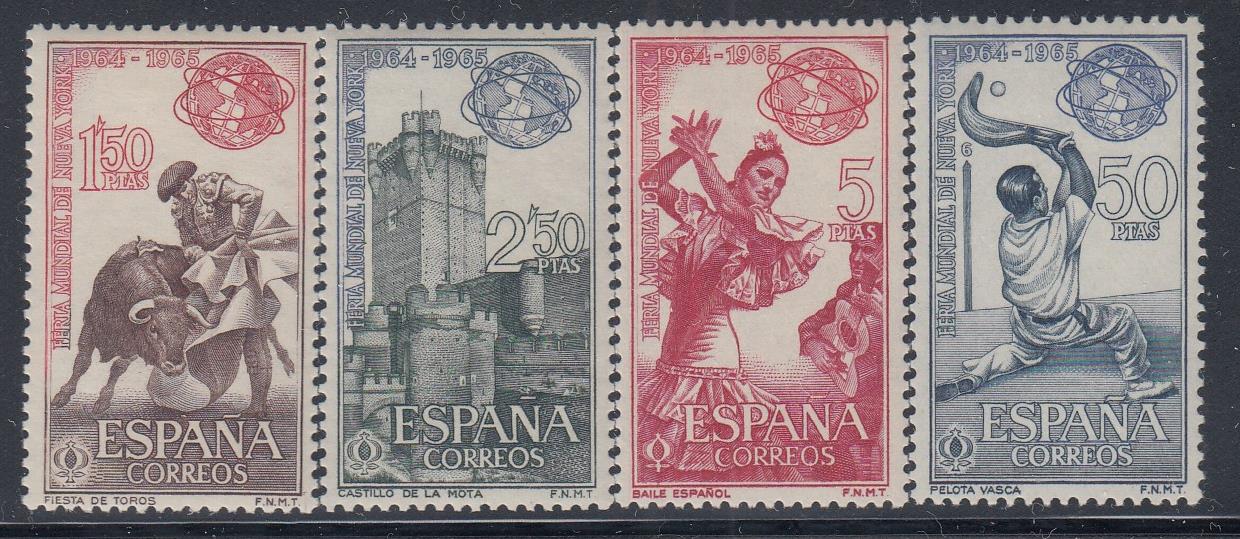 1964-1965
FERIA MUNDIAL DE NUEVA YORK
1'50
PTAS
ESPAÑA
CORREOS
FIESTA DE TOROS F.N.M.T.
1964-1965
FERIA MUNDIAL DE NUEVA YORK
2'50
PTAS
ESPAÑA
CORREOS
CASTILLO DE LA MOTA F.N.M.T.
1964-1965
FERIA MUNDIAL DE NUEVA YORK
5
PTAS
ESPAÑA
CORREOS
BAILE ESPAÑOL F.N.M.T.
1964-1965
FERIA MUNDIAL DE NUEVA YORK
6
50
PTAS
ESPAÑA
CORREOS
PELOTA VASCA F.N.M.T.